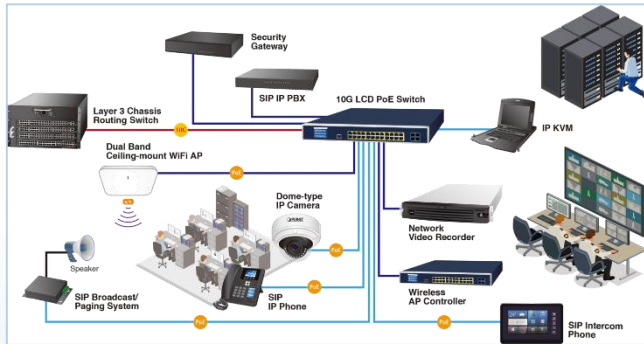 Security
Gateway
SIP IP PBX
10G LCD PoE Switch
Layer 3 Chassis
Routing Switch
10G
IP KVM
Dual Band
Ceiling-mount WiFi AP
PoE
Dome-type
IP Camera
PLANET
PoE
Network
Video Recorder
Speaker
SIP Broadcast/
Paging System
SIP
IP Phone
PoE
Wireless
AP Controller
PoE
PoE
SIP Intercom
Phone